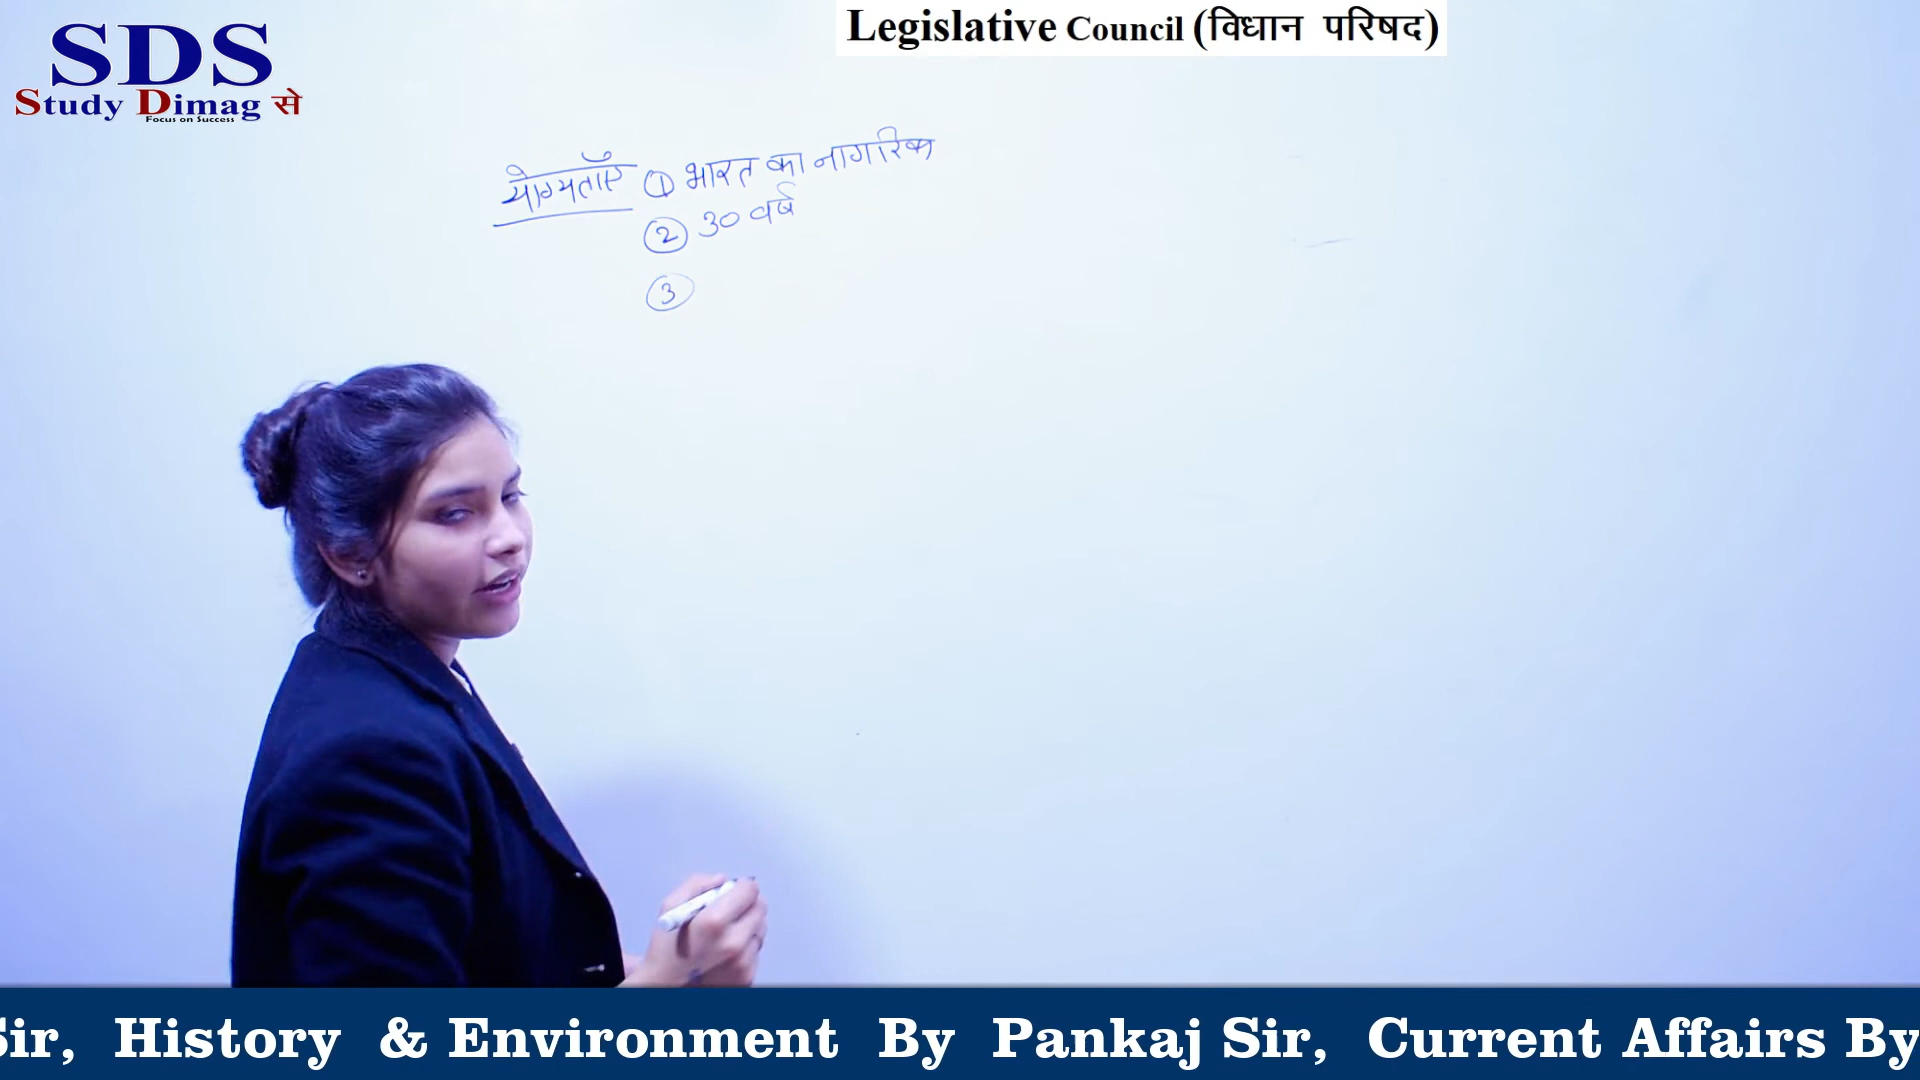 Legislative Council (विधान परिषद)
SDS
Study Dimag से
Focus on Success
योग्यताएँ ① भारत का नागरिक
② 30 वर्ष
③
Sir, History & Environment By Pankaj Sir, Current Affairs By